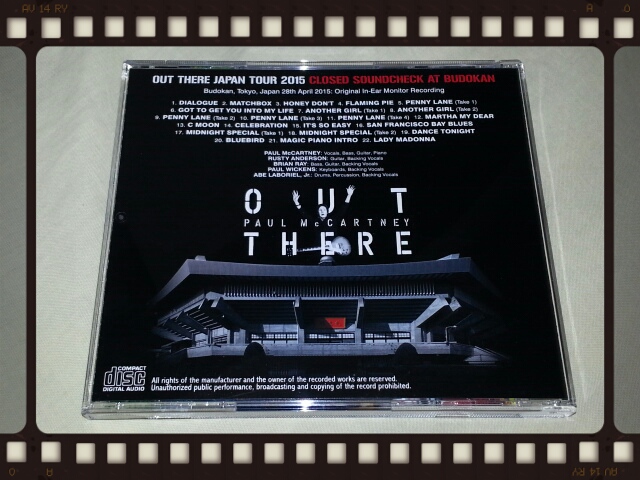 AU 14 RY
OUT THERE JAPAN TOUR 2015 CLOSED SOUNDCHECK AT BUDOKAN
Budokan, Tokyo, Japan 28th April 2015: Original In-Ear Monitor Recording
1. DIALOGUE 2. MATCHBOX 3. HONEY DON'T 4. FLAMING PIE 5. PENNY LANE (Take 1)
6. GOT TO GET YOU INTO MY LIFE 7. ANOTHER GIRL (Take 1) 8. ANOTHER GIRL (Take 2)
9. PENNY LANE (Take 2) 10. PENNY LANE (Take 3) 11. PENNY LANE (Take 4) 12. MARTHA MY DEAR
13. C MOON 14. CELEBRATION 15. IT'S SO EASY 16. SAN FRANCISCO BAY BLUES
17. MIDNIGHT SPECIAL (Take 1) 18. MIDNIGHT SPECIAL (Take 2) 19. DANCE TONIGHT
20. BLUEBIRD 21. MAGIC PIANO INTRO 22. LADY MADONNA
PAUL McCARTNEY: Vocals, Bass, Guitar, Piano
RUSTY ANDERSON: Guitar, Backing Vocals
BRIAN RAY: Bass, Guitar, Backing Vocals
PAUL WICKENS: Keyboards, Backing Vocals
ABE LABORIEL, Jr.: Drums, Percussion, Backing Vocals
OUT
PAUL McCARTNEY
THERE
COMPACT
disc
DIGITAL AUDIO
All rights of the manufacturer and the owner of the recorded works are reserved.
Unauthorized public performance, broadcasting and copying of the record prohibited.
AU 14 RY